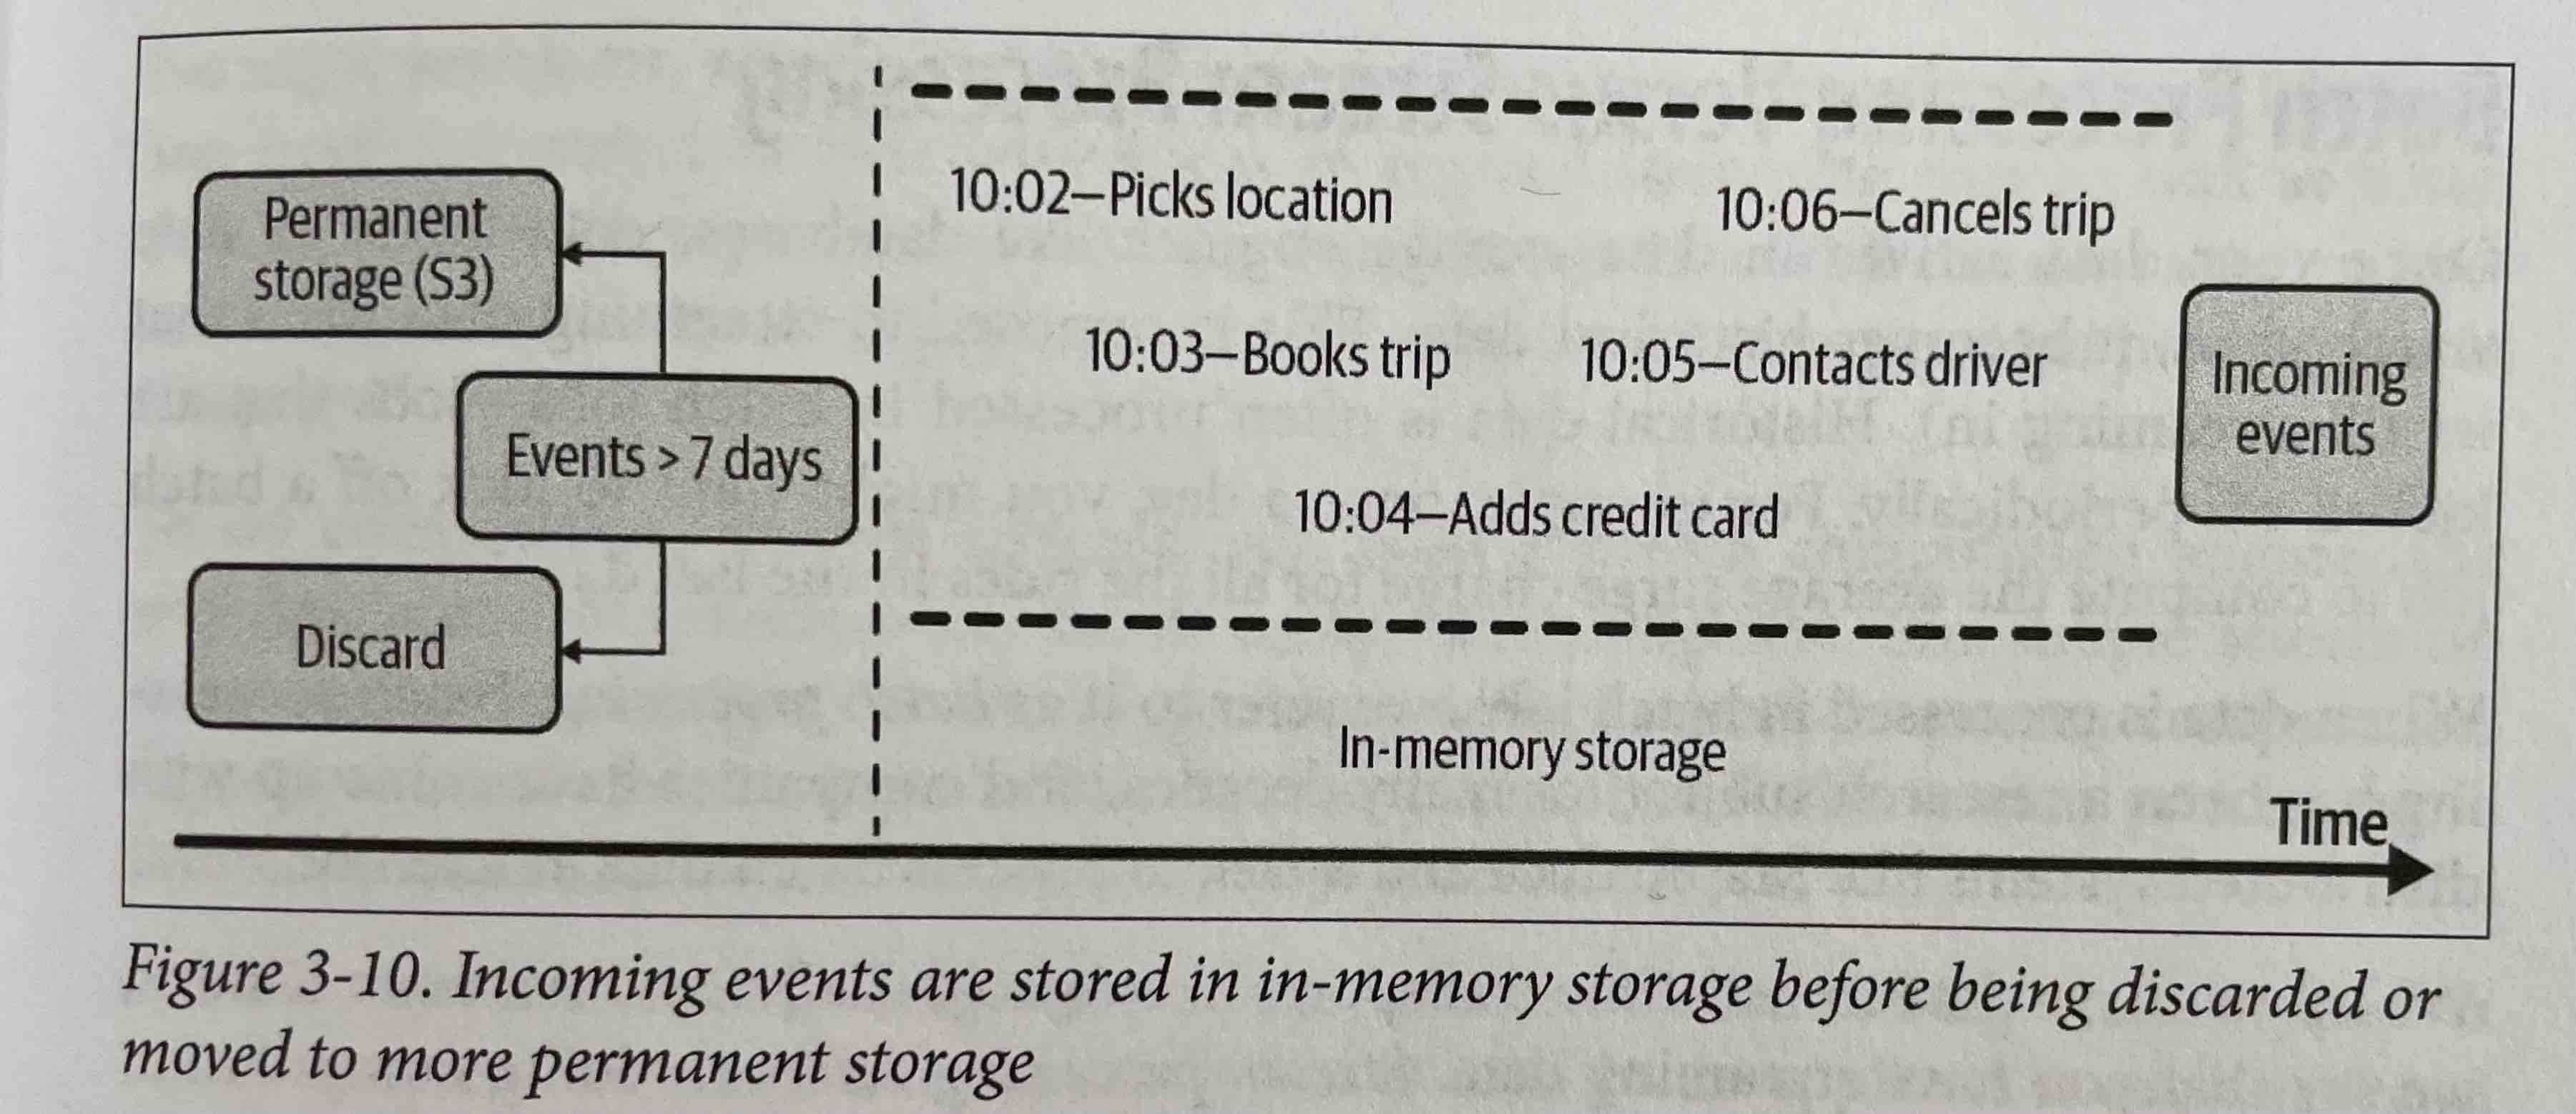 Permanent
storage (S3)
Events > 7 days
Discard
10:02–Picks location
10:06–Cancels trip
10:03–Books trip
10:05–Contacts driver
10:04–Adds credit card
Incoming
events
In-memory storage
Time
Figure 3-10. Incoming events are stored in in-memory storage before being discarded or
moved to more permanent storage